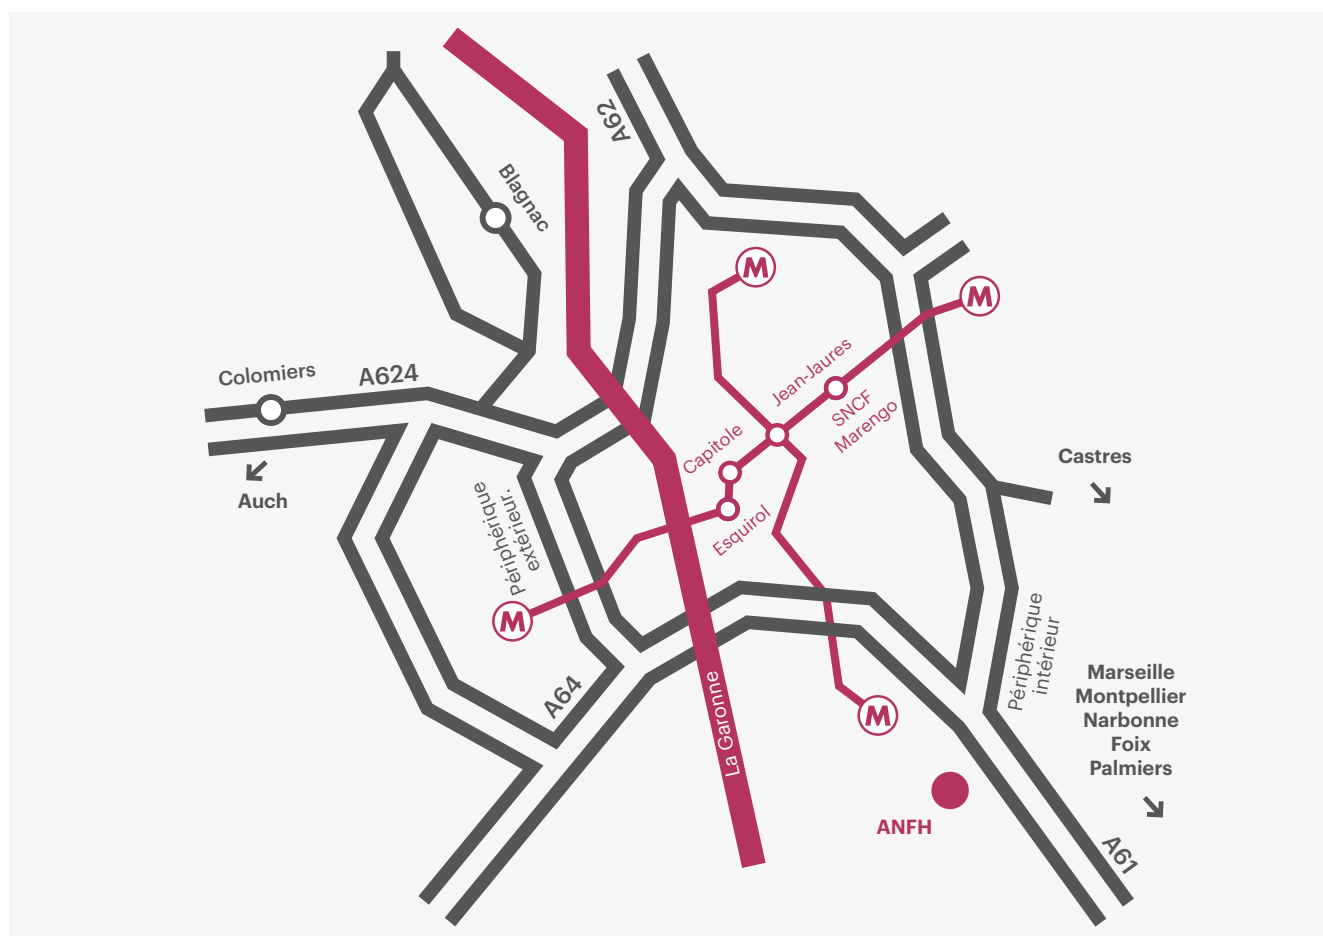 A62
Blagnac
M
M
Colomiers
A624
Jean-Jaures
SNCF
Marengo
Capitole
Castres
Auch
Périphérique
extérieur.
Esquirol
M
Périphérique
intérieur
A64
La Garonne
M
Marseille
Montpellier
Narbonne
Foix
Palmiers
ANFH
A61